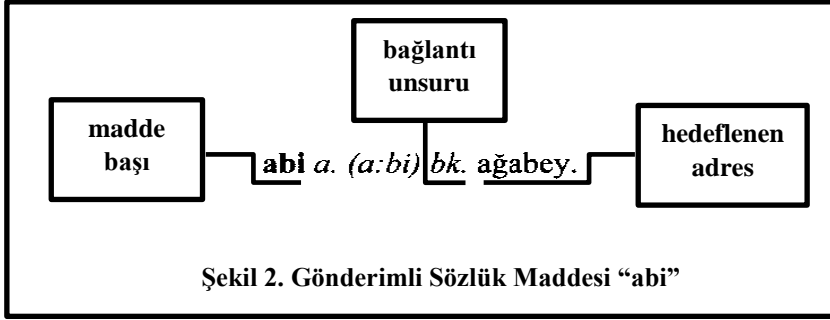 bağlantı
unsuru
madde
başı
hedeflenen
adres
abi a. (a:bi) bk. ağabey.
Şekil 2. Gönderimli Sözlük Maddesi “abi”